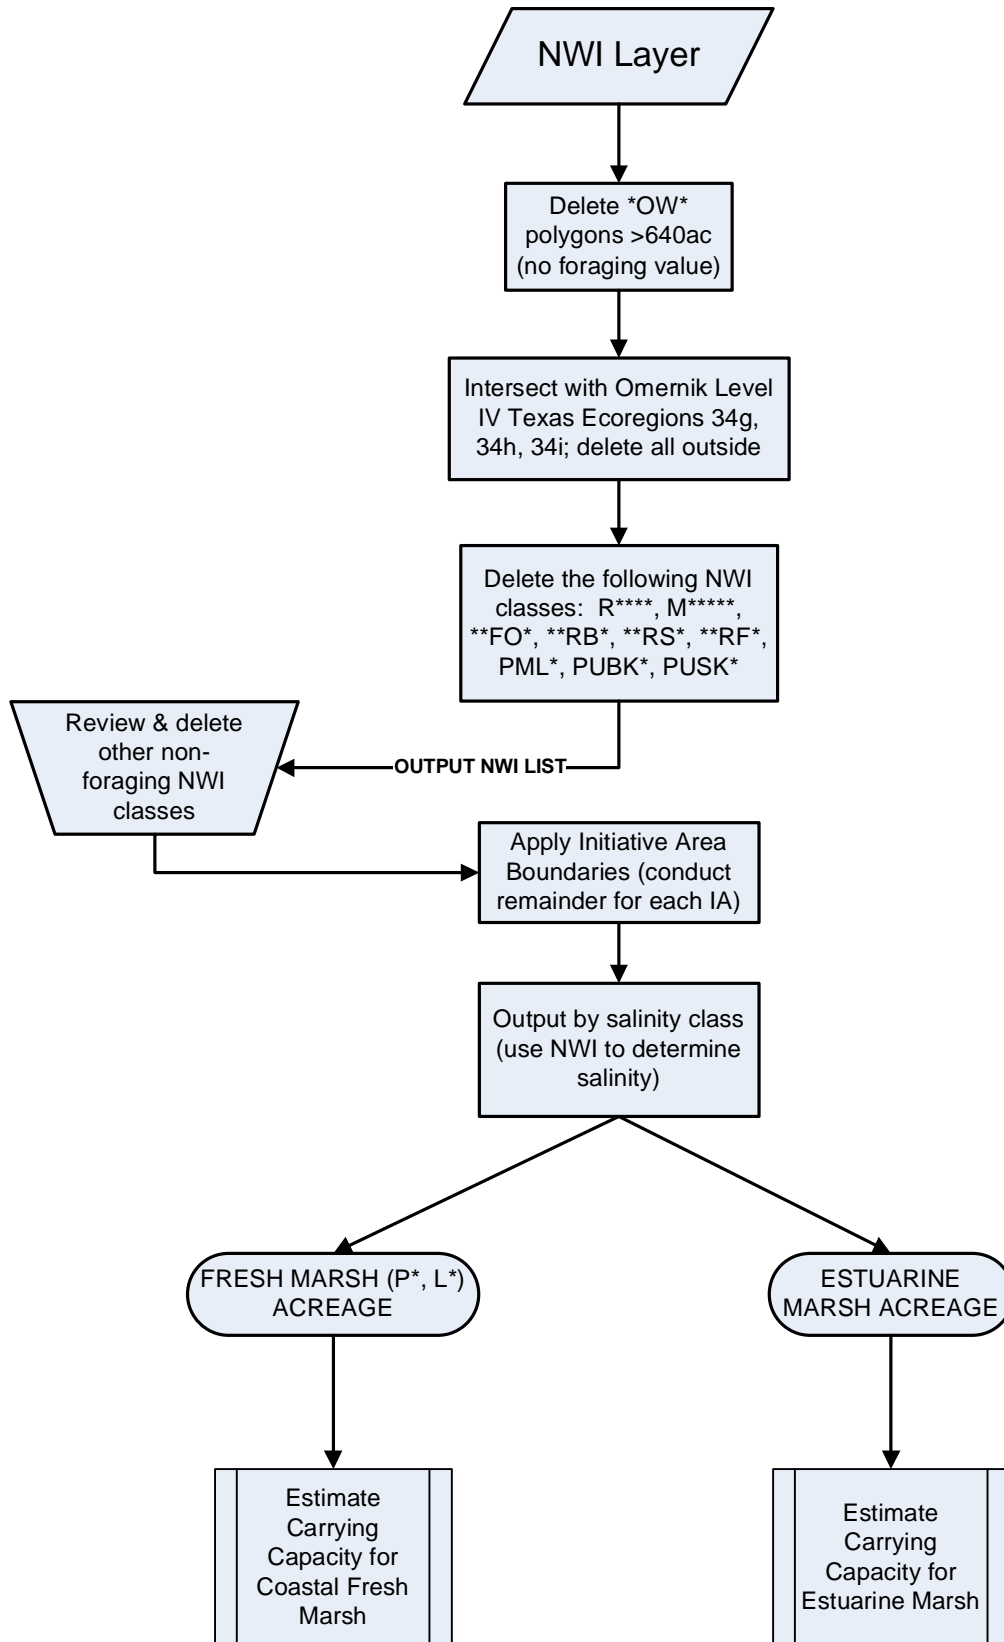 NWI Layer
Delete *OW*
polygons >640ac
(no foraging value)
Intersect with Omernik Level
IV Texas Ecoregions 34g,
34h, 34i; delete all outside
Delete the following NWI
classes:  R****, M*****,
**FO*, **RB*, **RS*, **RF*,
PML*, PUBK*, PUSK*
OUTPUT NWI LIST
Review & delete
other non-
foraging NWI
classes
Apply Initiative Area
Boundaries (conduct
remainder for each IA)
Output by salinity class
(use NWI to determine
salinity)
FRESH MARSH (P*, L*)
ACREAGE
ESTUARINE
MARSH ACREAGE
Estimate
Carrying
Capacity for
Coastal Fresh
Marsh
Estimate
Carrying
Capacity for
Estuarine Marsh